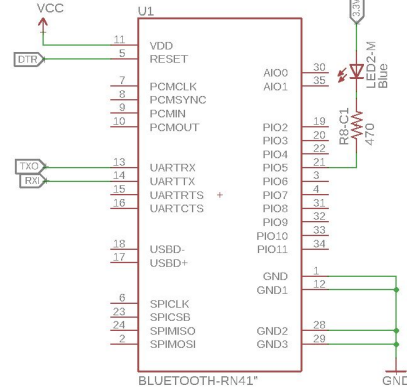 VCC
U1
3.3V
11 VDD
DTR 5 RESET
AIO0 30
AIO1 35
LED2-M
Blue
7 PCMCLK
8 PCMSYNC
9 PCMIN
10 PCMOUT
R8-C1
470
PIO2 19
PIO3 20
PIO4 22
PIO5 21
PIO6 3
PIO7 4
PIO8 31
PIO9 32
PIO10 33
PIO11 34
TXO 13 UARTRX
RXI 14 UARTTX
15 UARTRTS
16 UARTCTS
18 USBD-
17 USBD+
GND 1
GND1 12
6 SPICLK
23 SPICSB
24 SPIMISO
2 SPIMOSI
GND2 28
GND3 29
BLUETOOTH-RN41"
GND